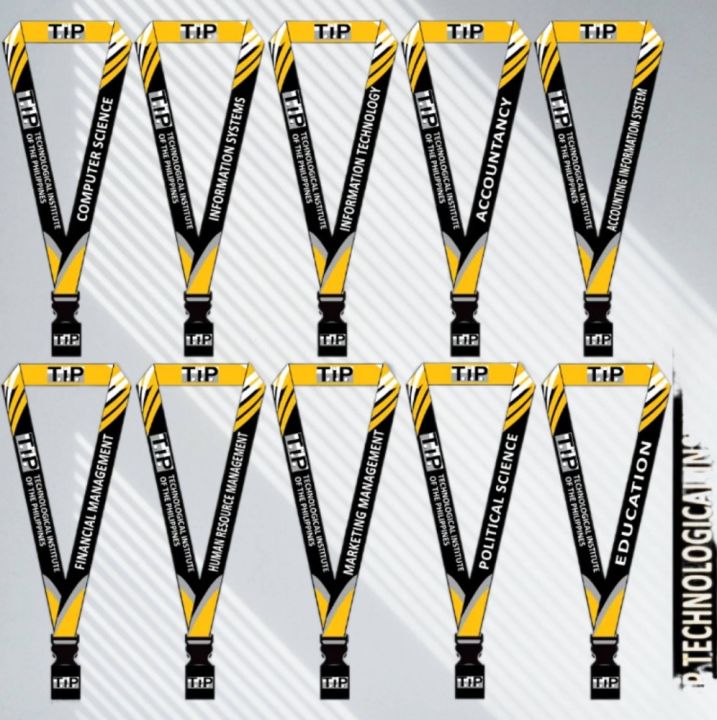 TIP
TIP
TECHNOLOGICAL INSTITUTE
OF THE PHILIPPINES
COMPUTER SCIENCE
TIP
TIP
TIP
TECHNOLOGICAL INSTITUTE
OF THE PHILIPPINES
INFORMATION SYSTEMS
TIP
TIP
TIP
TECHNOLOGICAL INSTITUTE
OF THE PHILIPPINES
INFORMATION TECHNOLOGY
TIP
TIP
TIP
TECHNOLOGICAL INSTITUTE
OF THE PHILIPPINES
ACCOUNTANCY
TIP
TIP
TIP
TECHNOLOGICAL INSTITUTE
OF THE PHILIPPINES
ACCOUNTING INFORMATION SYSTEM
TIP
TIP
TIP
TECHNOLOGICAL INSTITUTE
OF THE PHILIPPINES
FINANCIAL MANAGEMENT
TIP
TIP
TIP
TECHNOLOGICAL INSTITUTE
OF THE PHILIPPINES
HUMAN RESOURCE MANAGEMENT
TIP
TIP
TIP
TECHNOLOGICAL INSTITUTE
OF THE PHILIPPINES
MARKETING MANAGEMENT
TIP
TIP
TIP
TECHNOLOGICAL INSTITUTE
OF THE PHILIPPINES
POLITICAL SCIENCE
TIP
TIP
TIP
TECHNOLOGICAL INSTITUTE
OF THE PHILIPPINES
EDUCATION
TIP
TECHNOLOGICAL